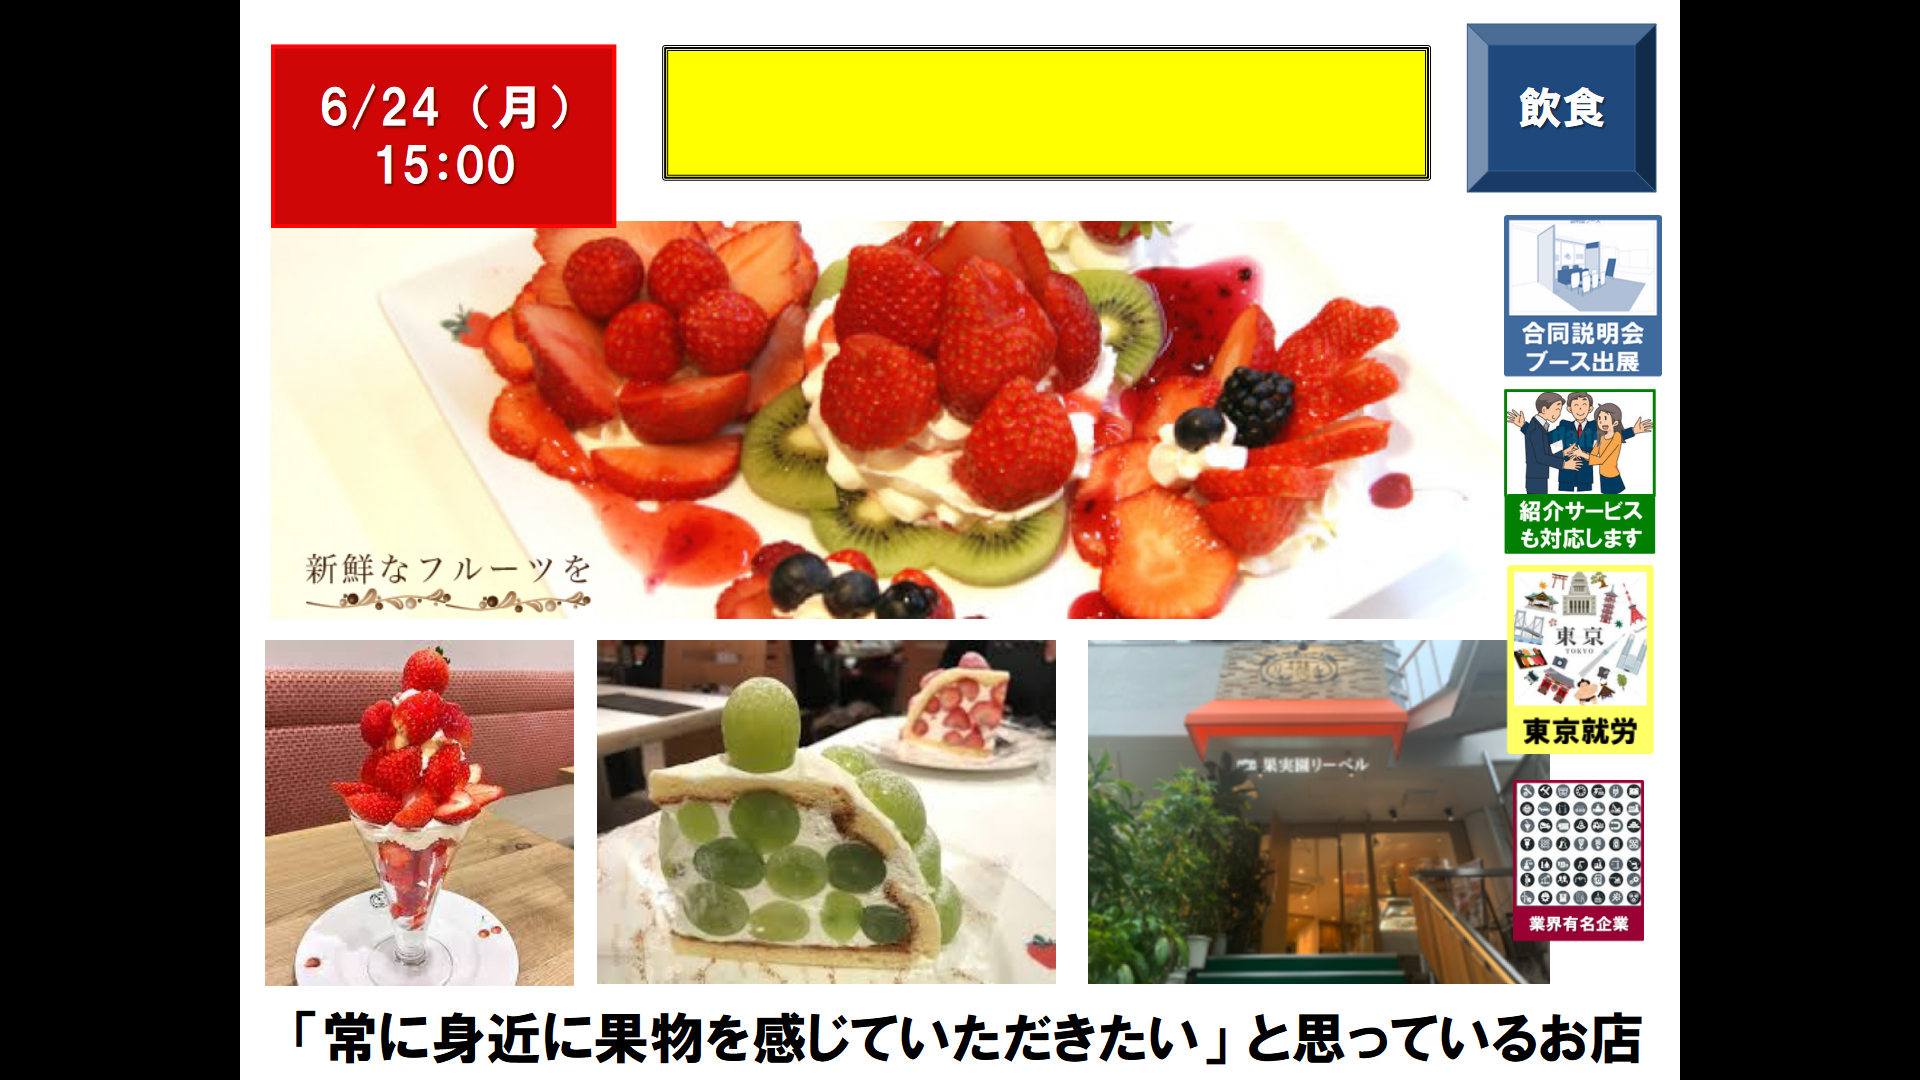 6/24（月）
15:00
飲食
合同説明会
ブース出展
紹介サービス
も対応します
新鮮なフルーツを
東京
TOKYO
東京就労
果実園リーベル
業界有名企業
「常に身近に果物を感じていただきたい」と思っているお店